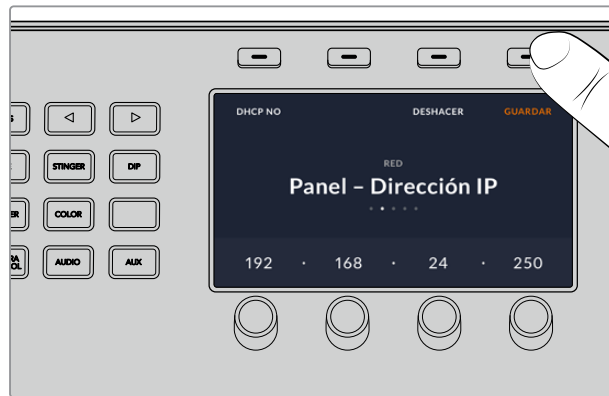 DHCP NO DESHACER GUARDAR
RED
Panel – Dirección IP
192 · 168 · 24 · 250
STINGER DIP
COLOR
AUDIO AUX